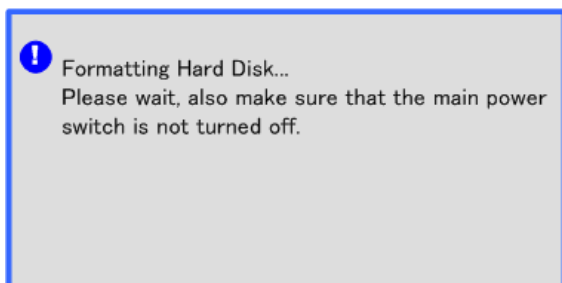 Formatting Hard Disk...
Please wait, also make sure that the main power
switch is not turned off.